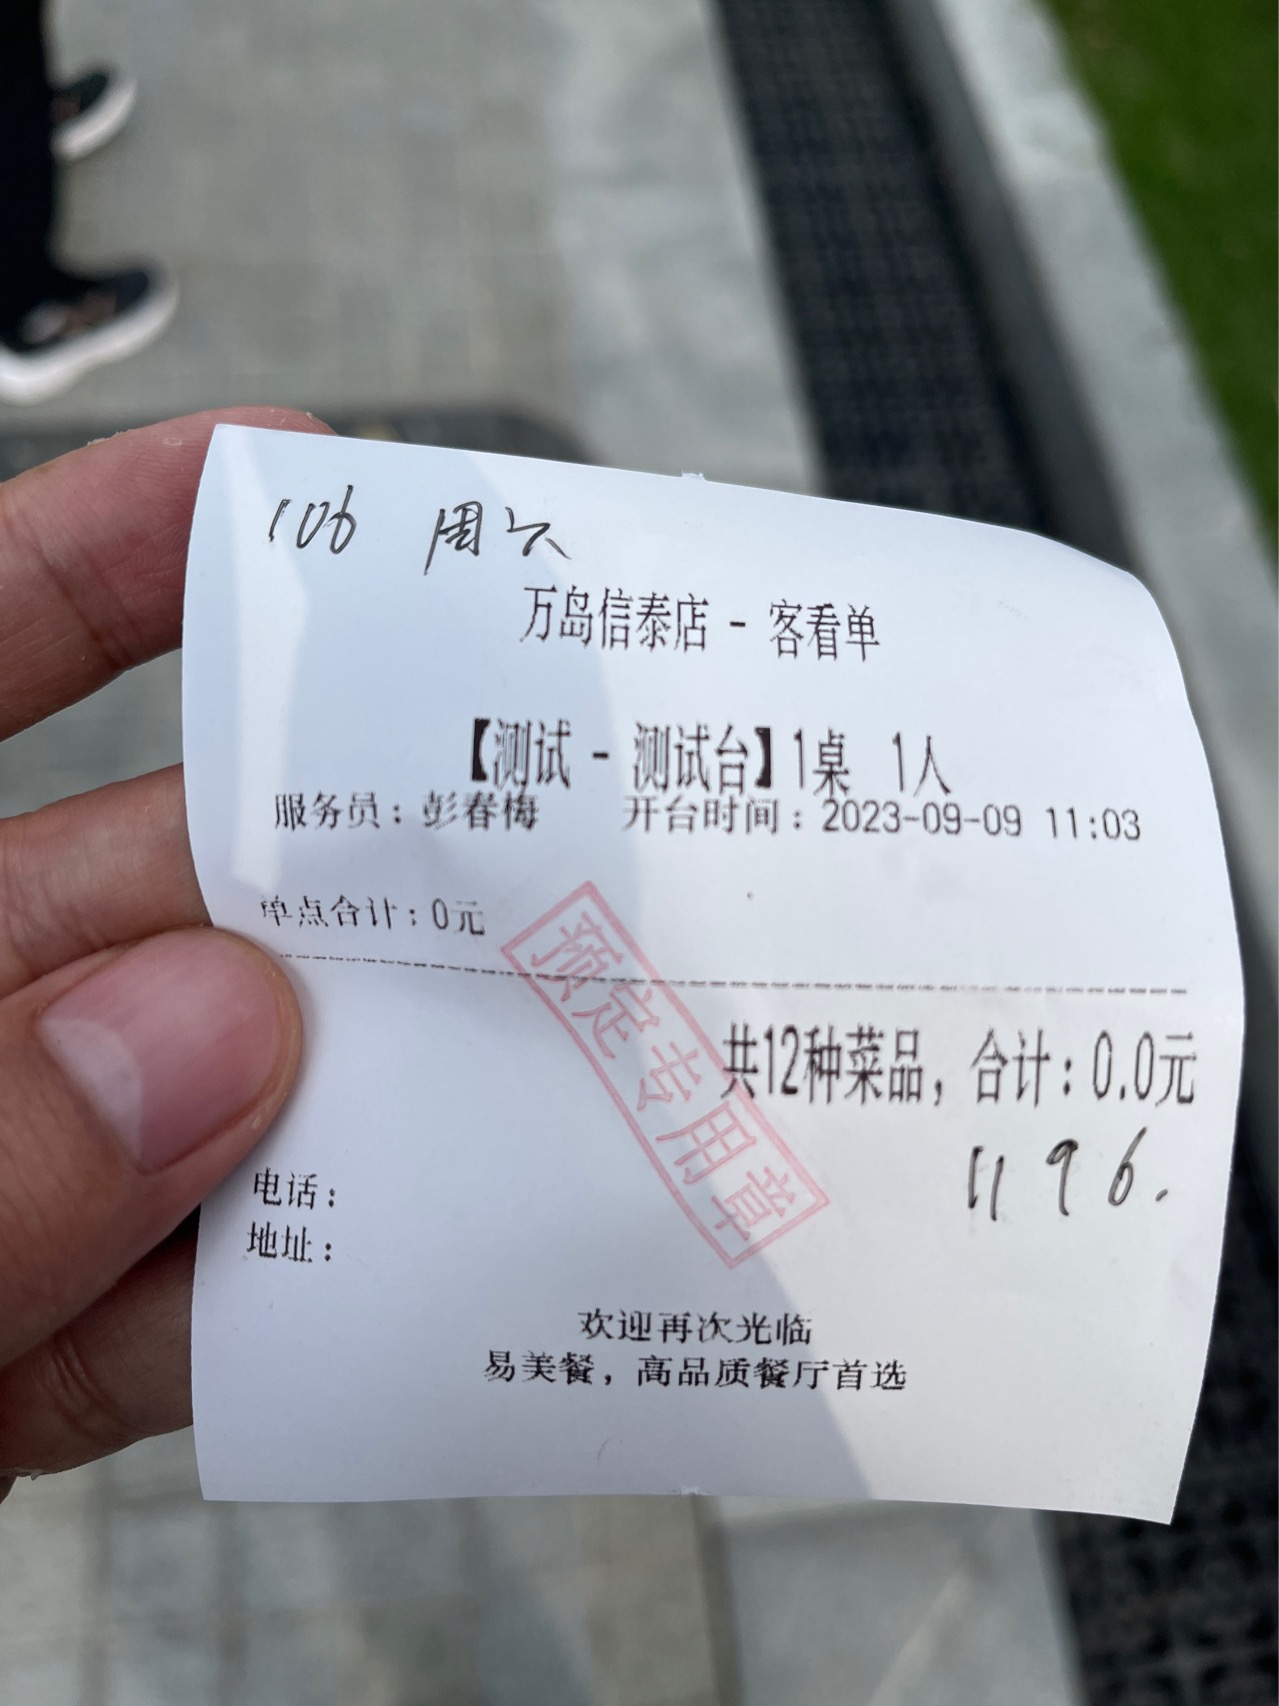 106 周六
万岛信泰店 - 客看单
【测试 - 测试台】1桌 1人
服务员：彭春梅 开台时间：2023-09-09 11:03
单点合计：0元
预定专用章
共12种菜品，合计：0.0元
1196.
电话：
地址：
欢迎再次光临
易美餐，高品质餐厅首选